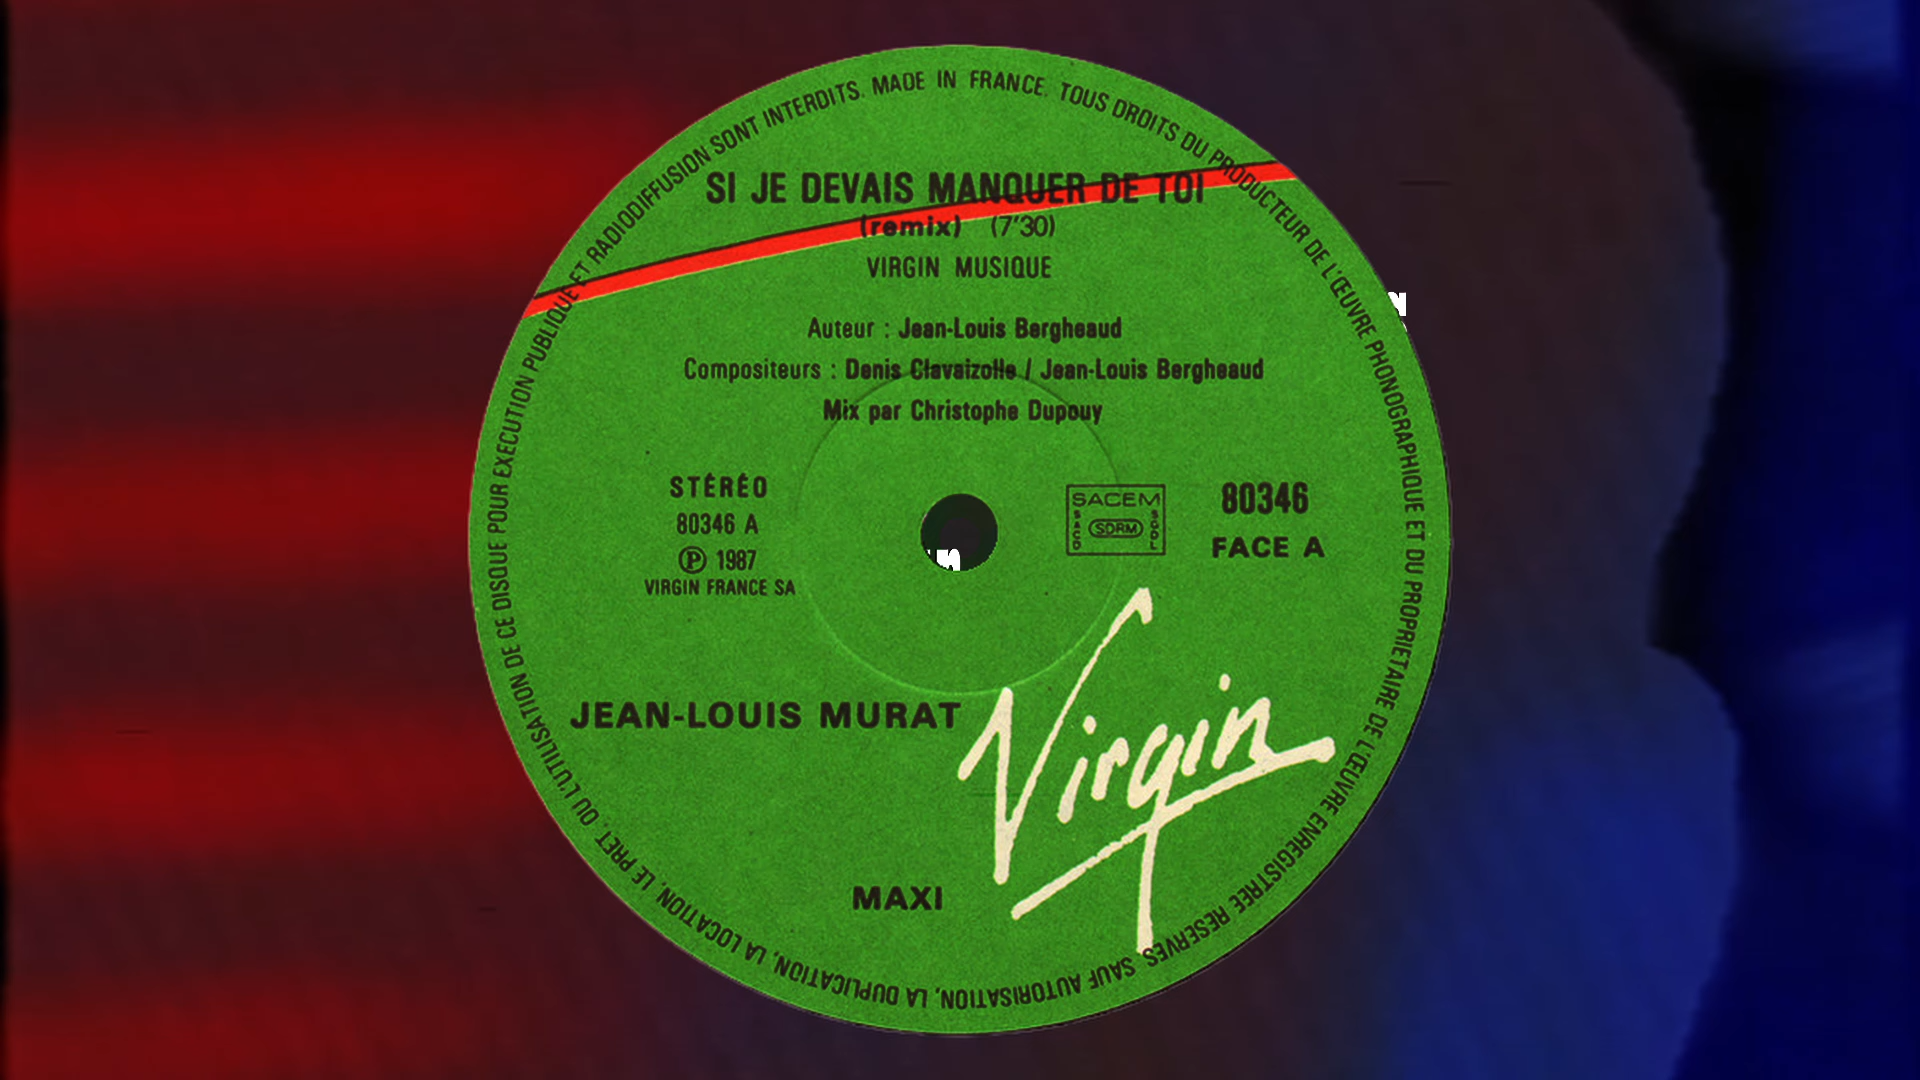 SI JE DEVAIS MANQUER DE TOI
(remix) (7'30)
VIRGIN MUSIQUE
Auteur : Jean-Louis Bergheaud
Compositeurs : Denis Clavaizolle / Jean-Louis Bergheaud
Mix par Christophe Dupouy
STÉRÉO
80346 A
Ⓟ 1987
VIRGIN FRANCE SA
SACEM
SACD
SDRM
SGDL
80346
FACE A
JEAN-LOUIS MURAT
Virgin
MAXI
MADE IN FRANCE. TOUS DROITS DU PRODUCTEUR DE L'ŒUVRE PHONOGRAPHIQUE ET DU PROPRIETAIRE DE L'ŒUVRE ENREGISTREE RESERVES. SAUF AUTORISATION, LA DUPLICATION, LA LOCATION, LE PRET, OU L'UTILISATION DE CE DISQUE POUR EXECUTION PUBLIQUE ET RADIODIFFUSION SONT INTERDITS.